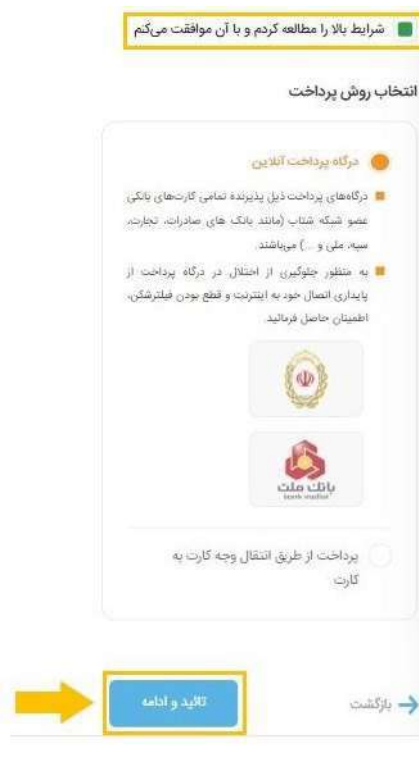 شرایط بالا را مطالعه کردم و با آن موافقت می‌کنم
انتخاب روش پرداخت
درگاه پرداخت آنلاین
درگاه‌های پرداخت ذیل پذیرنده تمامی کارت‌های بانکی
عضو شبکه شتاب (مانند بانک های صادرات، تجارت،
سپه، ملی و ...) می‌باشند
به منظور جلوگیری از اختلال در درگاه پرداخت از
پایداری اتصال خود به اینترنت و قطع بودن فیلترشکن،
اطمینان حاصل فرمائید
بانک ملت
bank mellat
پرداخت از طریق انتقال وجه کارت به
کارت
تائید و ادامه
بازگشت